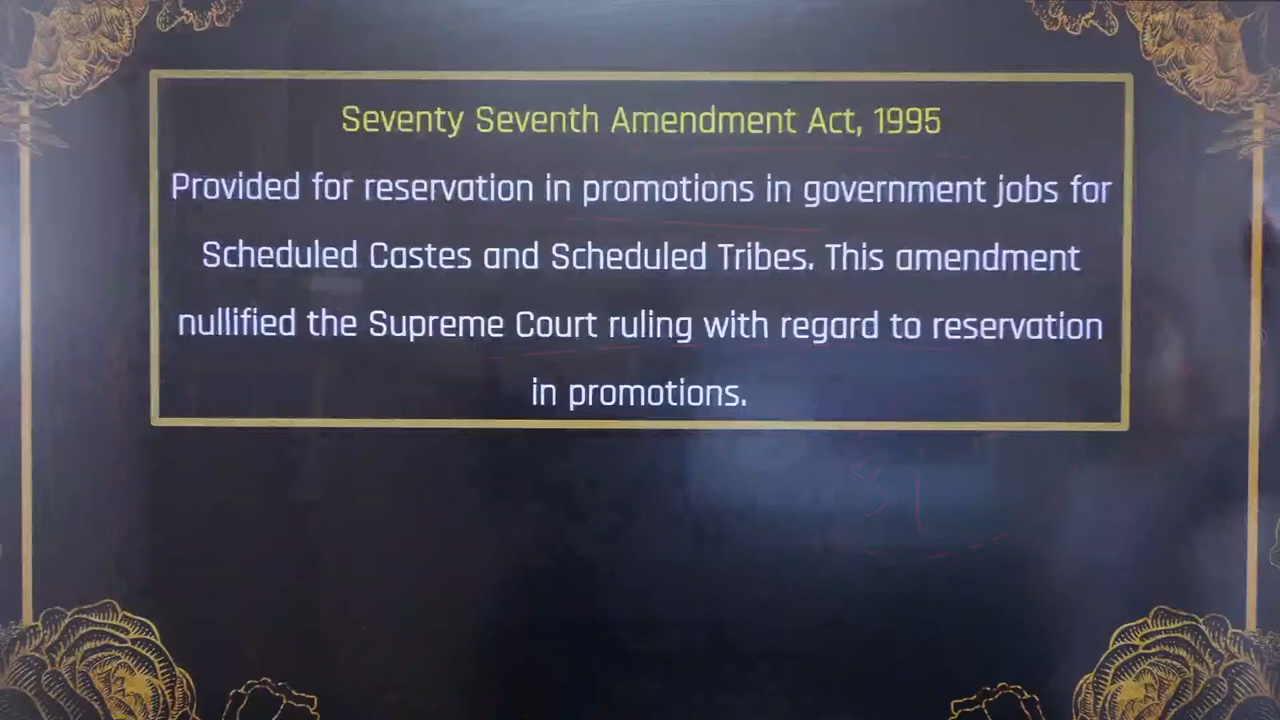 Seventy Seventh Amendment Act, 1995
Provided for reservation in promotions in government jobs for
Scheduled Castes and Scheduled Tribes. This amendment
nullified the Supreme Court ruling with regard to reservation
in promotions.